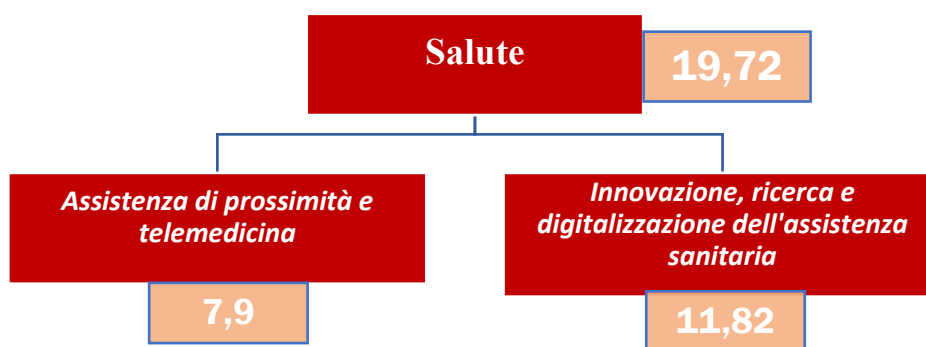 Salute
19,72
Assistenza di prossimità e
telemedicina
7,9
Innovazione, ricerca e
digitalizzazione dell'assistenza
sanitaria
11,82